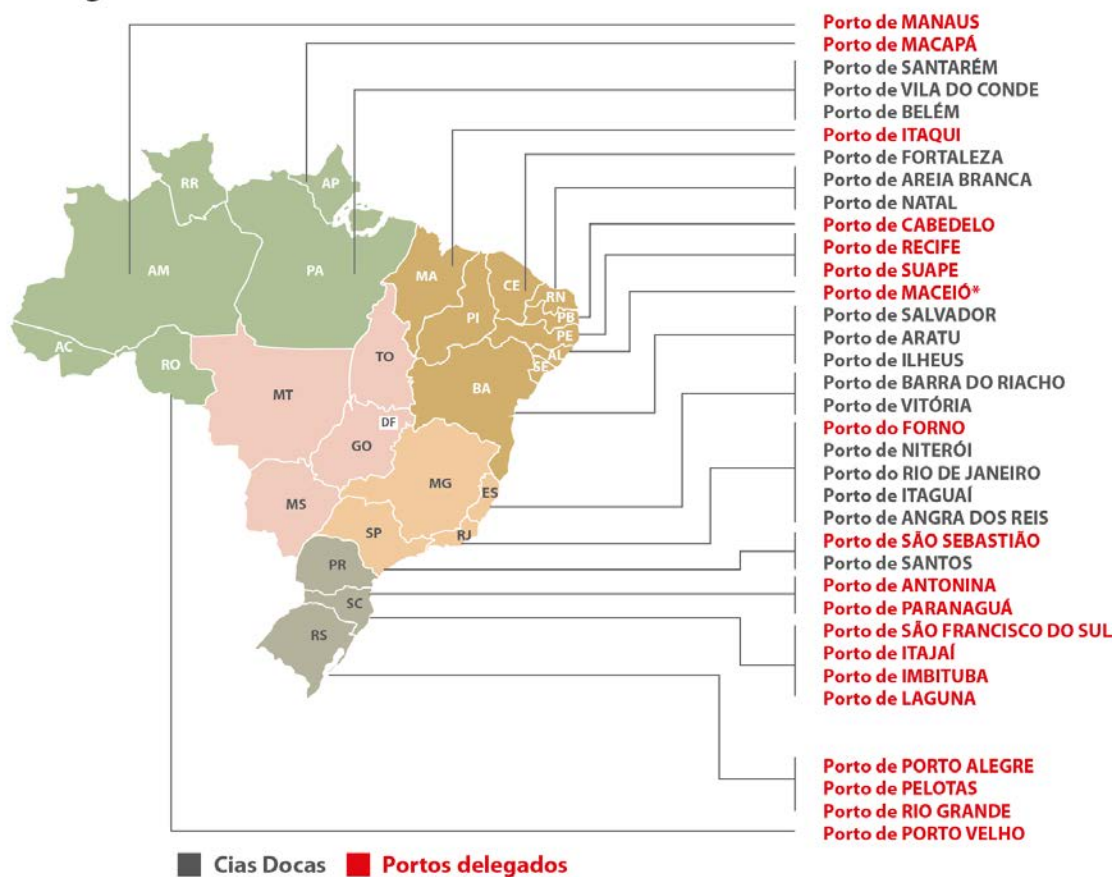 Porto de MANAUS
Porto de MACAPÁ
Porto de SANTARÉM
Porto de VILA DO CONDE
Porto de BELÉM
Porto de ITAQUI
Porto de FORTALEZA
Porto de AREIA BRANCA
Porto de NATAL
Porto de CABEDELO
Porto de RECIFE
Porto de SUAPE
Porto de MACEIÓ*
Porto de SALVADOR
Porto de ARATU
Porto de ILHEUS
Porto de BARRA DO RIACHO
Porto de VITÓRIA
Porto do FORNO
Porto de NITERÓI
Porto do RIO DE JANEIRO
Porto de ITAGUAÍ
Porto de ANGRA DOS REIS
Porto de SÃO SEBASTIÃO
Porto de SANTOS
Porto de ANTONINA
Porto de PARANAGUÁ
Porto de SÃO FRANCISCO DO SUL
Porto de ITAJAÍ
Porto de IMBITUBA
Porto de LAGUNA
Porto de PORTO ALEGRE
Porto de PELOTAS
Porto de RIO GRANDE
Porto de PORTO VELHO
RR
AP
AM
PA
MA
CE
RN
PB
PI
PE
AL
SE
AC
RO
TO
BA
MT
DF
GO
MG
ES
MS
SP
RJ
PR
SC
RS
Cias Docas
Portos delegados